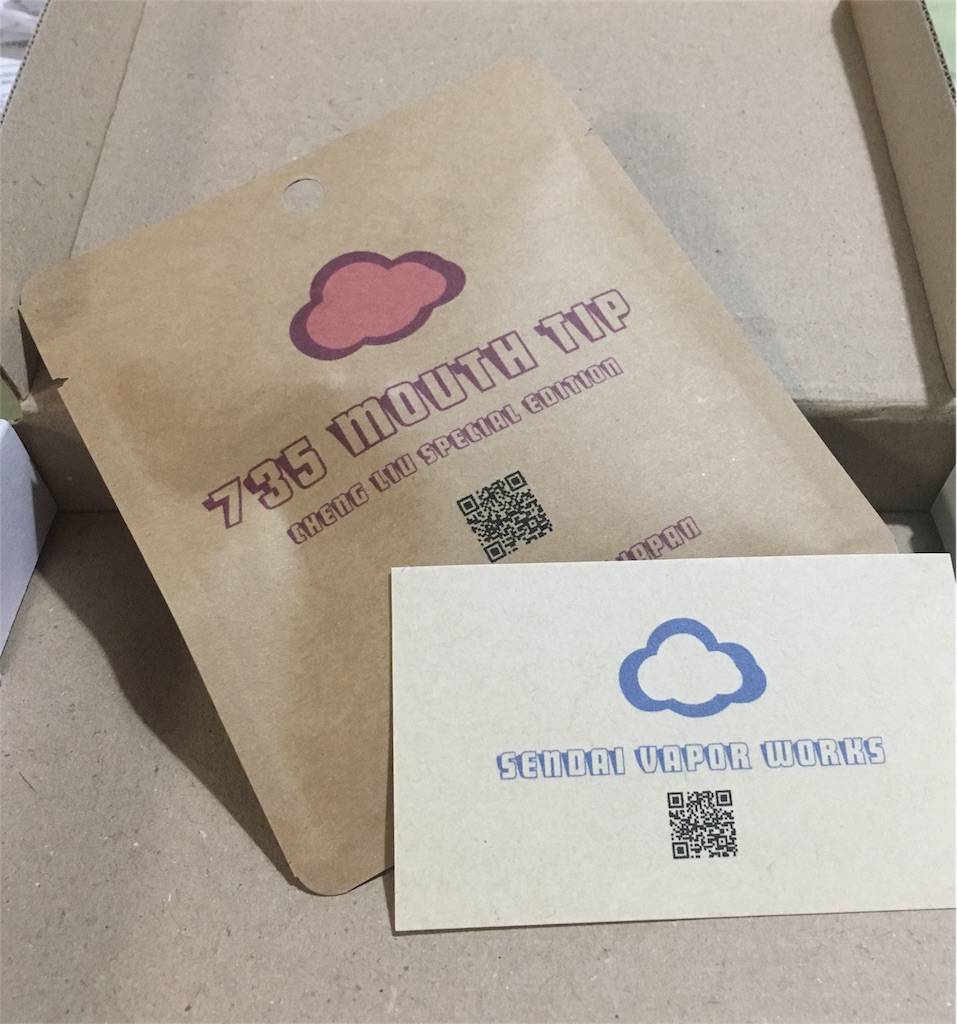 735 MOUTH TIP
CHENG LIU SPECIAL EDITION
JAPAN
SENDAI VAPOR WORKS